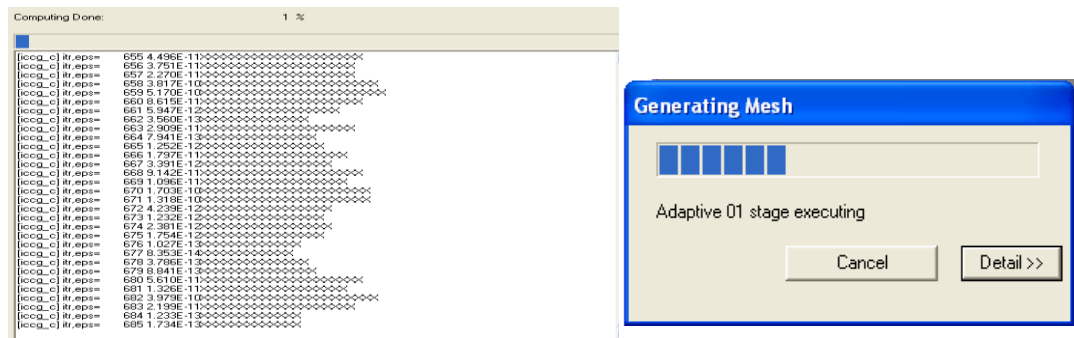 Computing Done: 1 %
[iccg_c] itr,eps= 655 4.496E-11
[iccg_c] itr,eps= 656 3.751E-11
[iccg_c] itr,eps= 657 2.270E-11
[iccg_c] itr,eps= 658 3.817E-10
[iccg_c] itr,eps= 659 5.170E-10
[iccg_c] itr,eps= 660 8.615E-11
[iccg_c] itr,eps= 661 5.947E-12
[iccg_c] itr,eps= 662 3.560E-13
[iccg_c] itr,eps= 663 2.909E-11
[iccg_c] itr,eps= 664 7.941E-13
[iccg_c] itr,eps= 665 1.252E-12
[iccg_c] itr,eps= 666 1.797E-11
[iccg_c] itr,eps= 667 3.391E-12
[iccg_c] itr,eps= 668 9.142E-11
[iccg_c] itr,eps= 669 1.096E-11
[iccg_c] itr,eps= 670 1.703E-10
[iccg_c] itr,eps= 671 1.318E-10
[iccg_c] itr,eps= 672 4.239E-12
[iccg_c] itr,eps= 673 1.232E-12
[iccg_c] itr,eps= 674 2.381E-12
[iccg_c] itr,eps= 675 1.754E-12
[iccg_c] itr,eps= 676 1.027E-13
[iccg_c] itr,eps= 677 8.353E-14
[iccg_c] itr,eps= 678 3.786E-13
[iccg_c] itr,eps= 679 8.841E-13
[iccg_c] itr,eps= 680 5.610E-11
[iccg_c] itr,eps= 681 1.326E-11
[iccg_c] itr,eps= 682 3.979E-10
[iccg_c] itr,eps= 683 2.199E-11
[iccg_c] itr,eps= 684 1.233E-13
[iccg_c] itr,eps= 685 1.734E-13
Generating Mesh
Adaptive 01 stage executing
Cancel
Detail >>